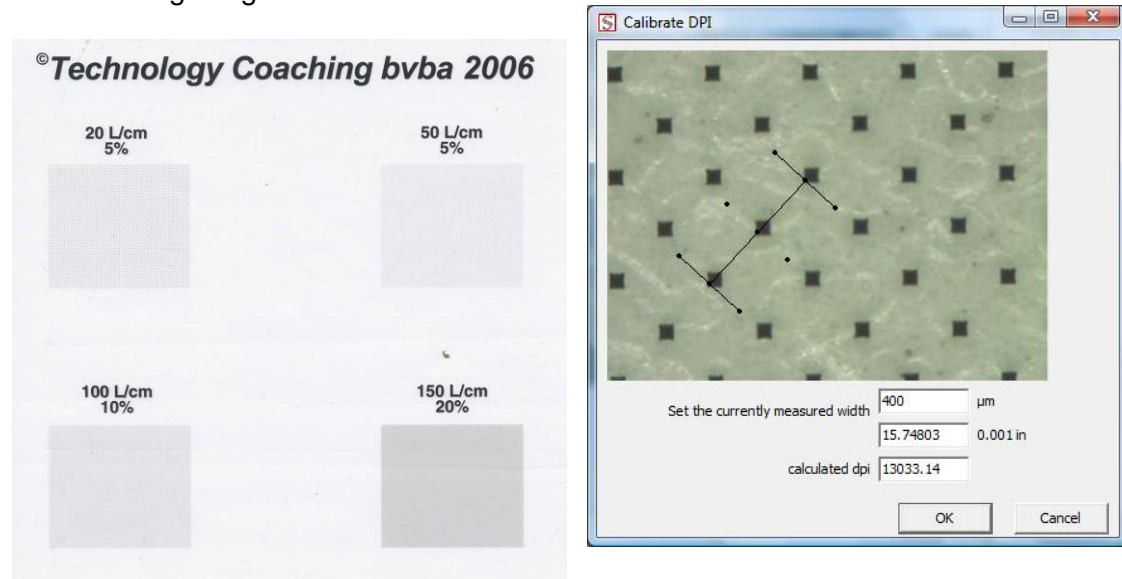 ©Technology Coaching bvba 2006
20 L/cm
5%
50 L/cm
5%
100 L/cm
10%
150 L/cm
20%
S Calibrate DPI
Set the currently measured width 400 µm
15.74803 0.001 in
calculated dpi 13033.14
OK Cancel